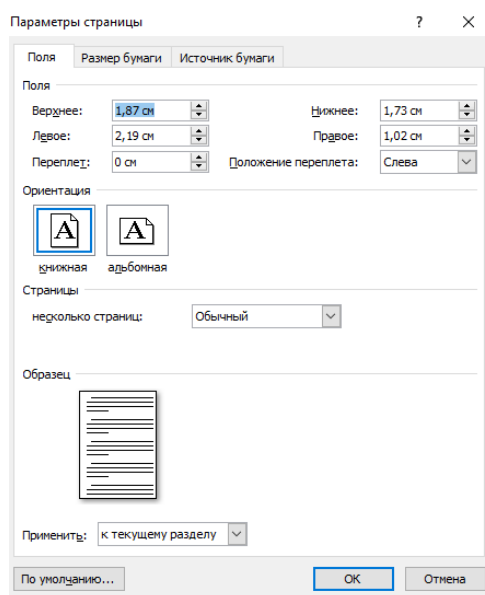 Параметры страницы ? ×
Поля Размер бумаги Источник бумаги
Поля
Верхнее: 1,87 см Нижнее: 1,73 см
Левое: 2,19 см Правое: 1,02 см
Переплет: 0 см Положение переплета: Слева
Ориентация
A A
книжная альбомная
Страницы
несколько страниц: Обычный
Образец
Применить: к текущему разделу
По умолчанию... ОК Отмена